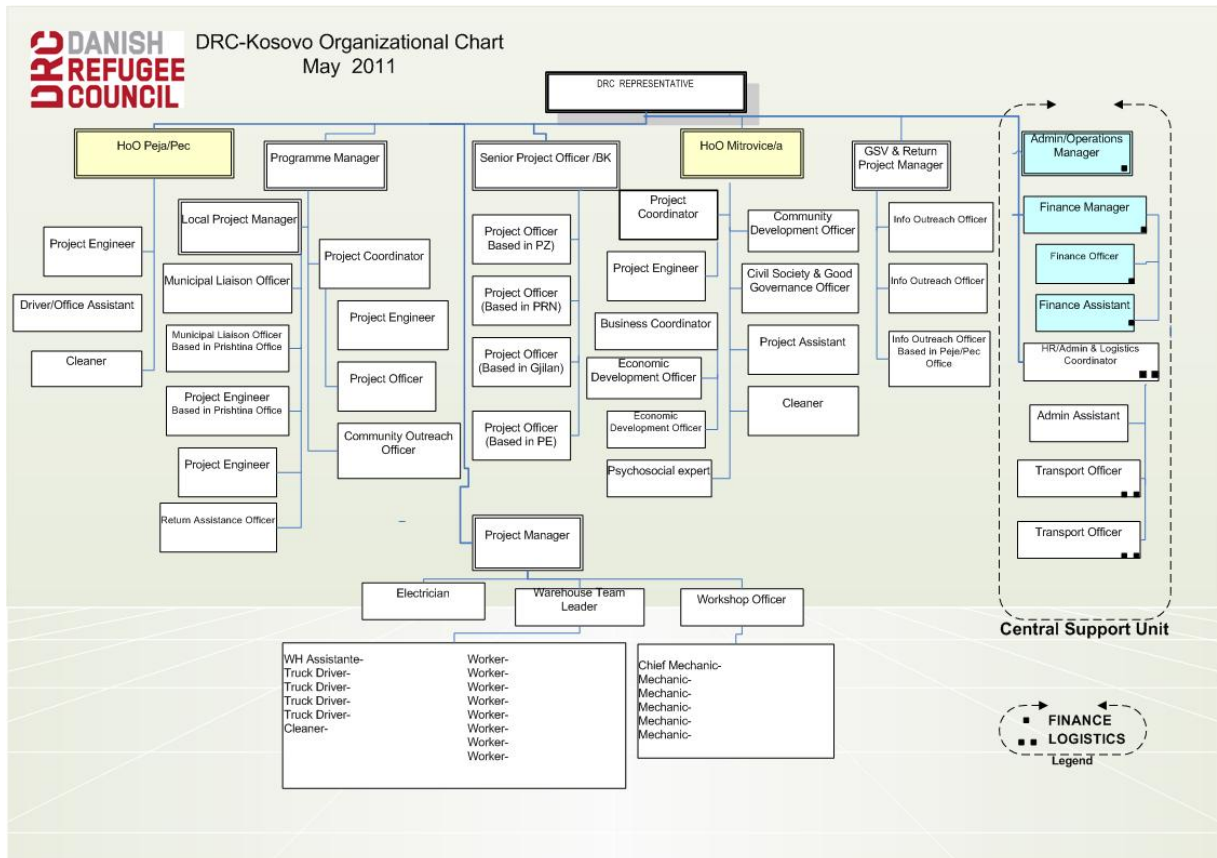 DRC DANISH
REFUGEE
COUNCIL
DRC-Kosovo Organizational Chart
May 2011
DRC REPRESENTATIVE
HoO Peja/Pec
Programme Manager
Senior Project Officer /BK
HoO Mitrovice/a
GSV & Return
Project Manager
Admin/Operations
Manager
Project Engineer
Driver/Office Assistant
Cleaner
Local Project Manager
Municipal Liaison Officer
Municipal Liaison Officer
Based in Prishtina Office
Project Engineer
Based in Prishtina Office
Project Engineer
Return Assistance Officer
Project Coordinator
Project Engineer
Project Officer
Community Outreach
Officer
Project Officer
Based in PZ)
Project Officer
(Based in PRN)
Project Officer
(Based in Gjilan)
Project Officer
(Based in PE)
Project
Coordinator
Project Engineer
Business Coordinator
Economic
Development Officer
Economic
Development Officer
Psychosocial expert
Community
Development Officer
Civil Society & Good
Governance Officer
Project Assistant
Cleaner
Info Outreach Officer
Info Outreach Officer
Info Outreach Officer
Based in Peje/Pec
Office
Finance Manager
Finance Officer
Finance Assistant
HR/Admin & Logistics
Coordinator
Admin Assistant
Transport Officer
Transport Officer
Central Support Unit
Project Manager
Electrician
Warehouse Team
Leader
Workshop Officer
WH Assistante-
Truck Driver-
Truck Driver-
Truck Driver-
Truck Driver-
Cleaner-
Worker-
Worker-
Worker-
Worker-
Worker-
Worker-
Worker-
Worker-
Chief Mechanic-
Mechanic-
Mechanic-
Mechanic-
Mechanic-
Mechanic-
FINANCE
LOGISTICS
Legend